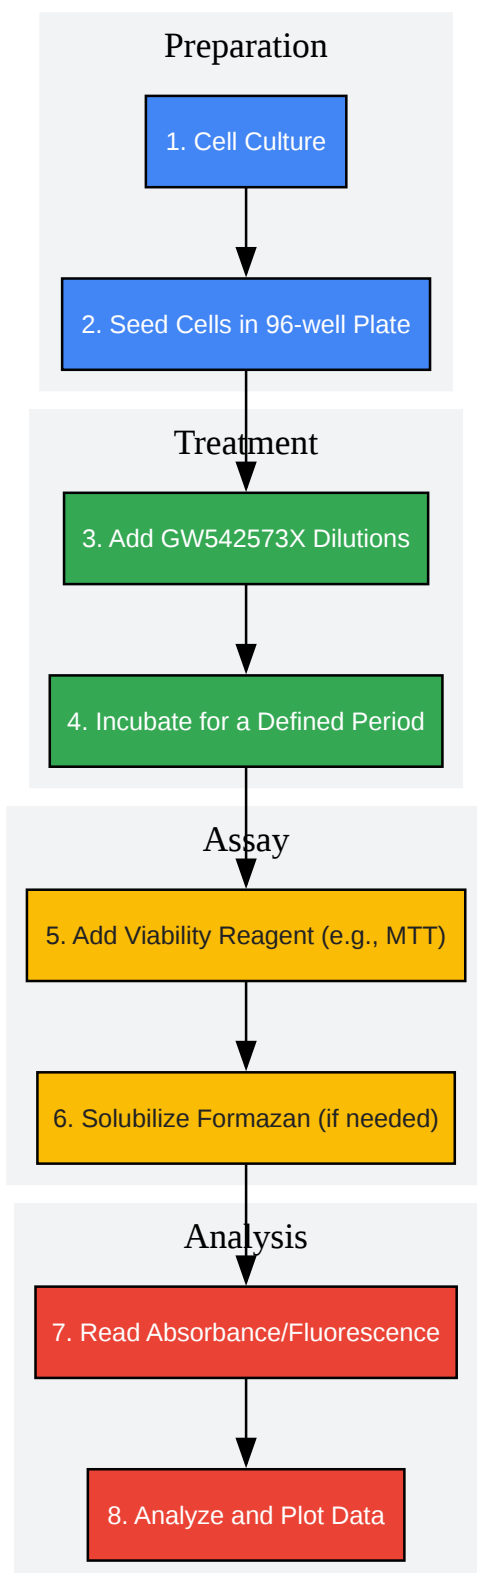 Preparation
1. Cell Culture
2. Seed Cells in 96-well Plate
Treatment
3. Add GW542573X Dilutions
4. Incubate for a Defined Period
Assay
5. Add Viability Reagent (e.g., MTT)
6. Solubilize Formazan (if needed)
Analysis
7. Read Absorbance/Fluorescence
8. Analyze and Plot Data